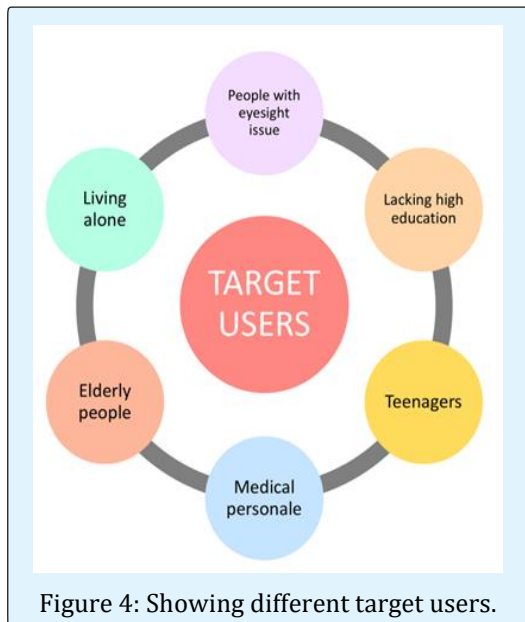 People with
eyesight
issue
Living
alone
Lacking high
education
TARGET
USERS
Elderly
people
Teenagers
Medical
personale
Figure 4: Showing different target users.